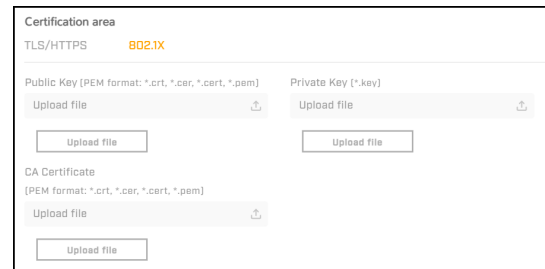 Certification area
TLS/HTTPS 802.1X
Public Key (PEM format: *.crt, *.cer, *.cert, *.pem) Private Key (*.key)
Upload file Upload file
Upload file Upload file
CA Certificate
(PEM format: *.crt, *.cer, *.cert, *.pem)
Upload file
Upload file